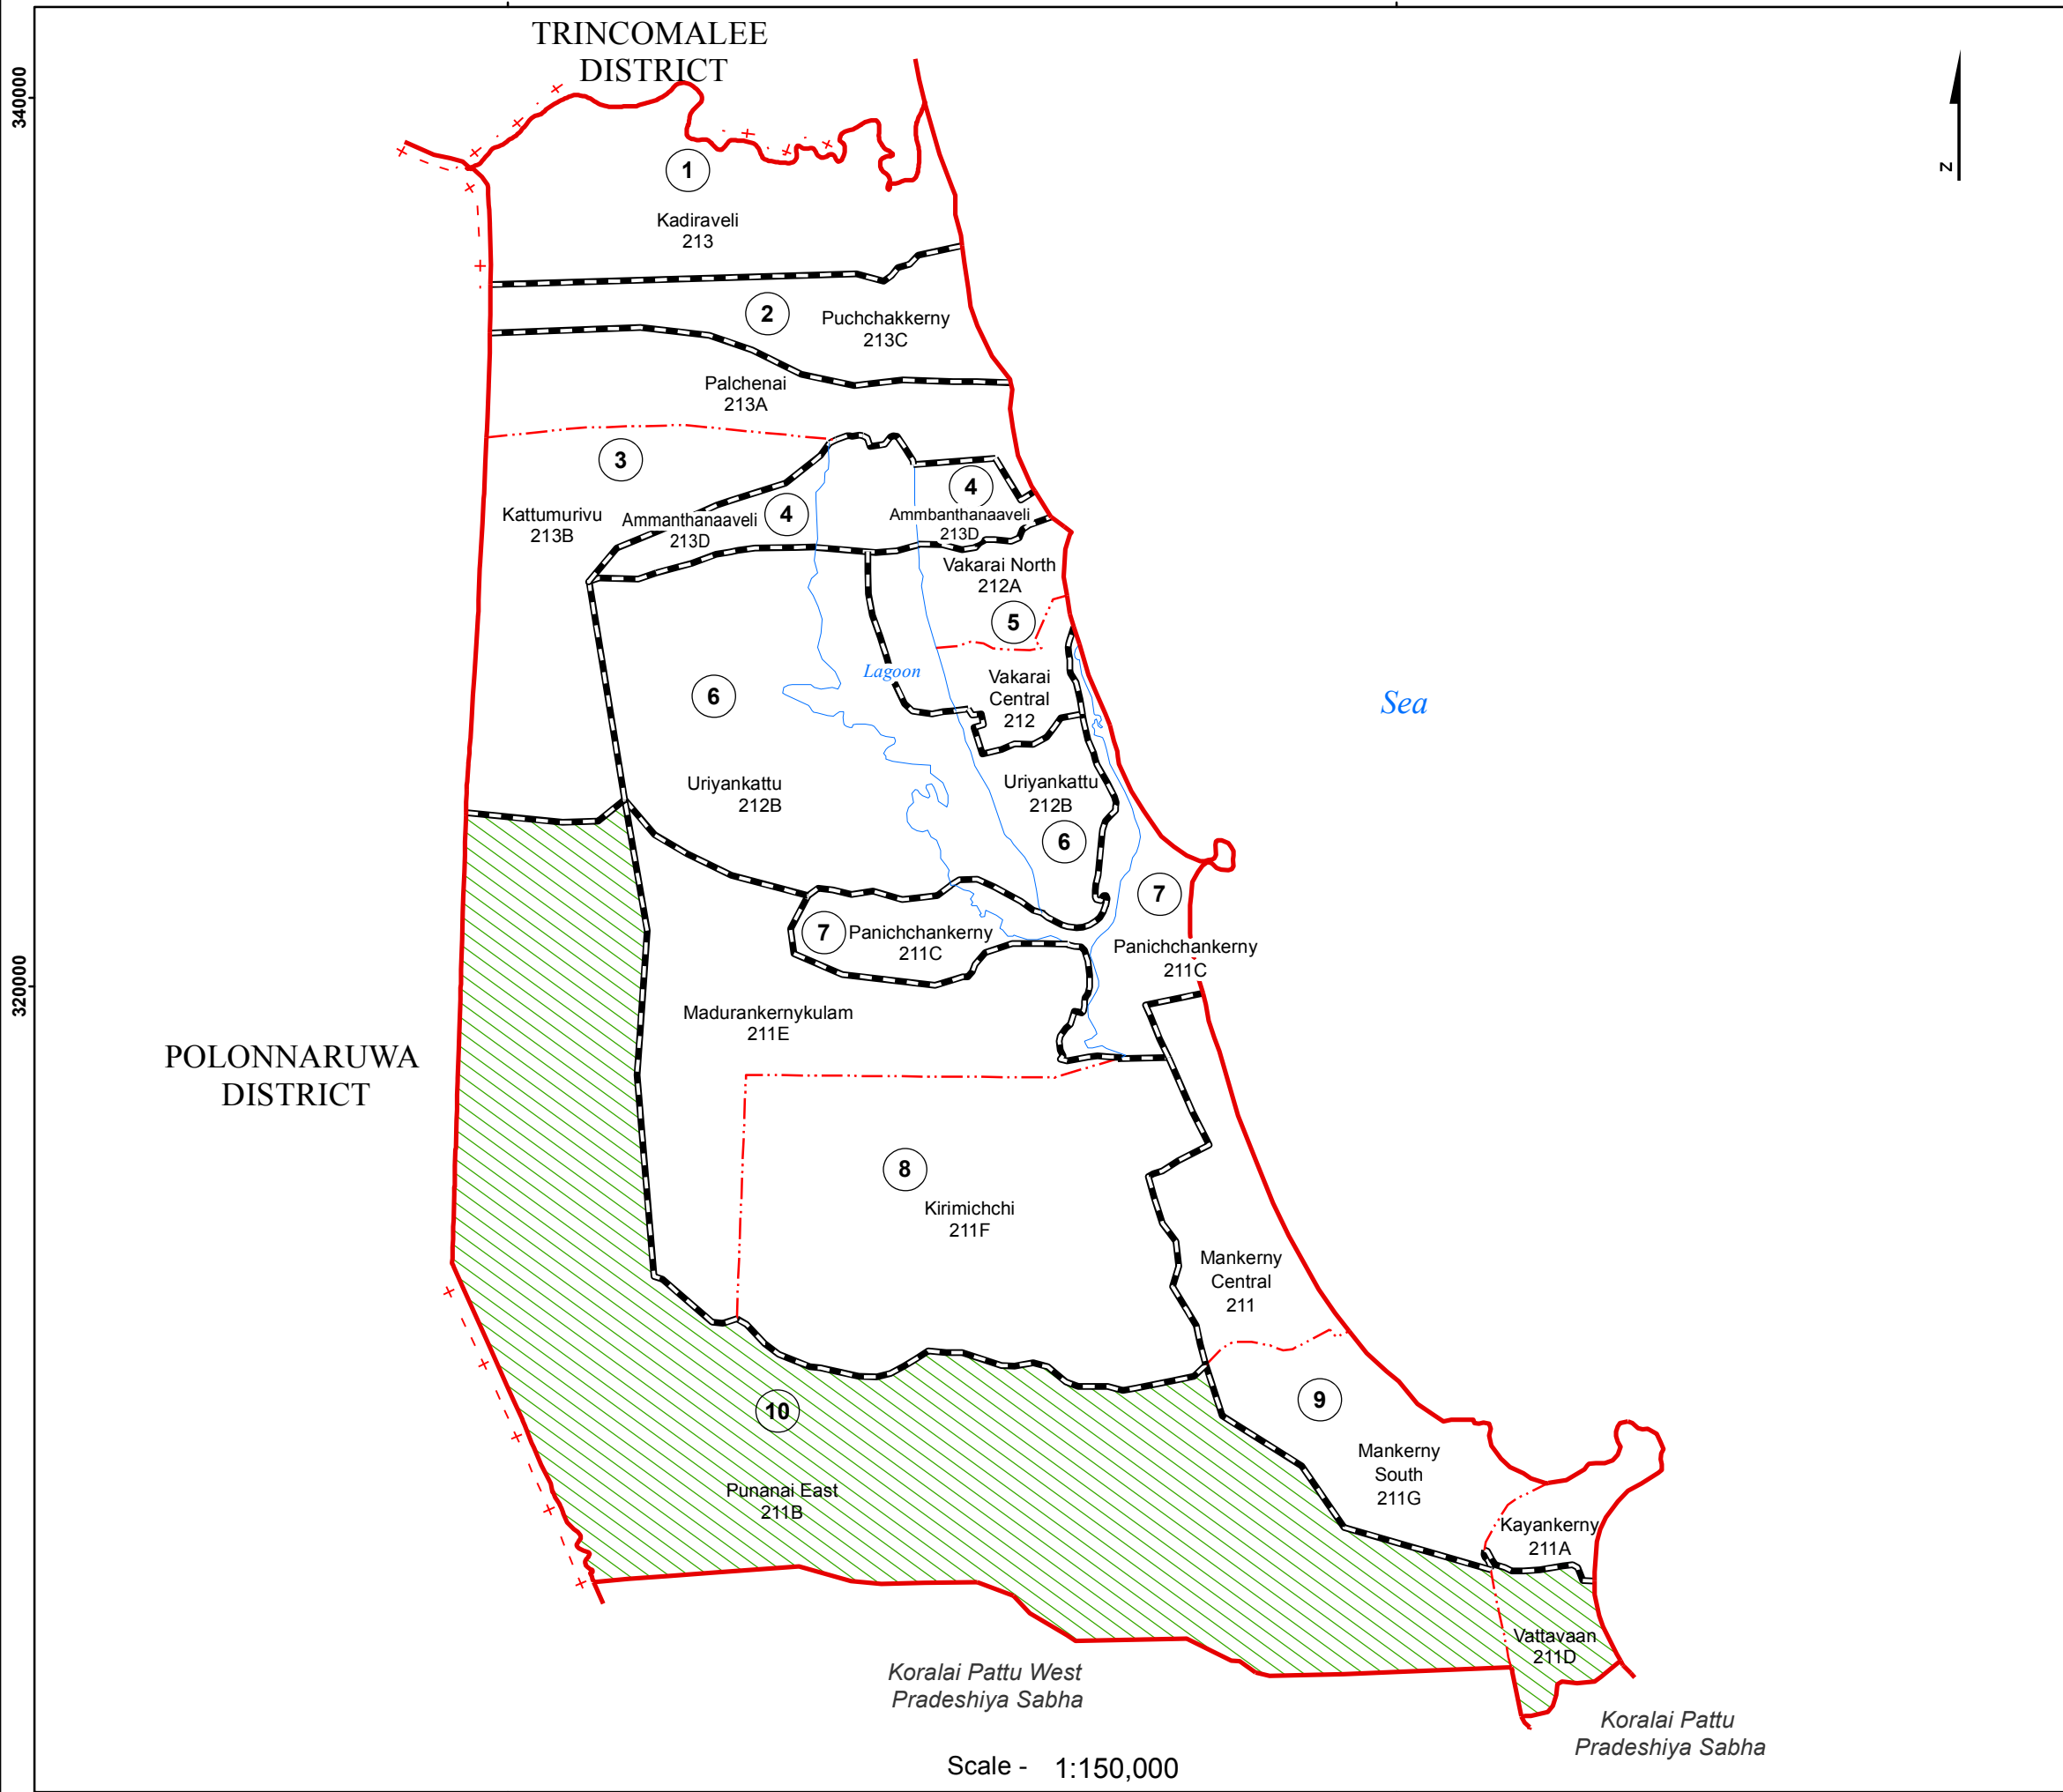 TRINCOMALEE
DISTRICT
340000
N
1
Kadiraveli
213
2
Puchchakkerny
213C
Palchenai
213A
3
Kattumurivu
213B
Ammanthanaaveli
213D
4
4
Ammbanthanaaveli
213D
Vakarai North
212A
5
Lagoon
Vakarai
Central
212
Sea
6
Uriyankattu
212B
Uriyankattu
212B
6
7
7
Panichchankerny
211C
Panichchankerny
211C
320000
Madurankernykulam
211E
POLONNARUWA
DISTRICT
8
Kirimichchi
211F
Mankerny
Central
211
9
10
Mankerny
South
211G
Punanai East
211B
Kayankerny
211A
Vattavaan
211D
Koralai Pattu West
Pradeshiya Sabha
Koralai Pattu
Pradeshiya Sabha
Scale - 1:150,000